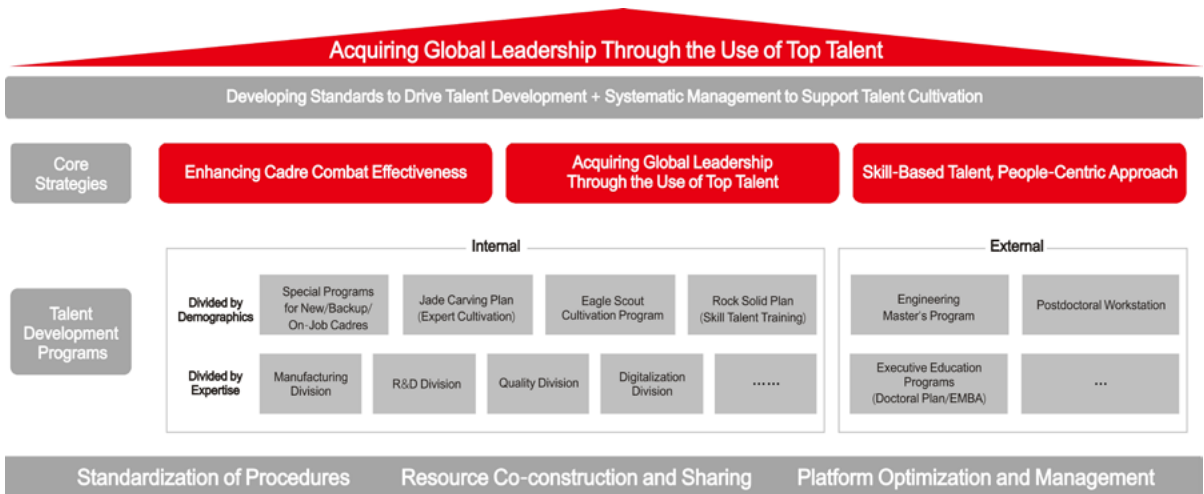 Acquiring Global Leadership Through the Use of Top Talent
Developing Standards to Drive Talent Development + Systematic Management to Support Talent Cultivation
Core
Strategies
Enhancing Cadre Combat Effectiveness
Acquiring Global Leadership
Through the Use of Top Talent
Skill-Based Talent, People-Centric Approach
Talent
Development
Programs
Internal
Divided by
Demographics
Special Programs
for New/Backup/
On-Job Cadres
Jade Carving Plan
(Expert Cultivation)
Eagle Scout
Cultivation Program
Rock Solid Plan
(Skill Talent Training)
Divided by
Expertise
Manufacturing
Division
R&D Division
Quality Division
Digitalization
Division
……
External
Engineering
Master's Program
Postdoctoral Workstation
Executive Education
Programs
(Doctoral Plan/EMBA)
…
Standardization of Procedures
Resource Co-construction and Sharing
Platform Optimization and Management